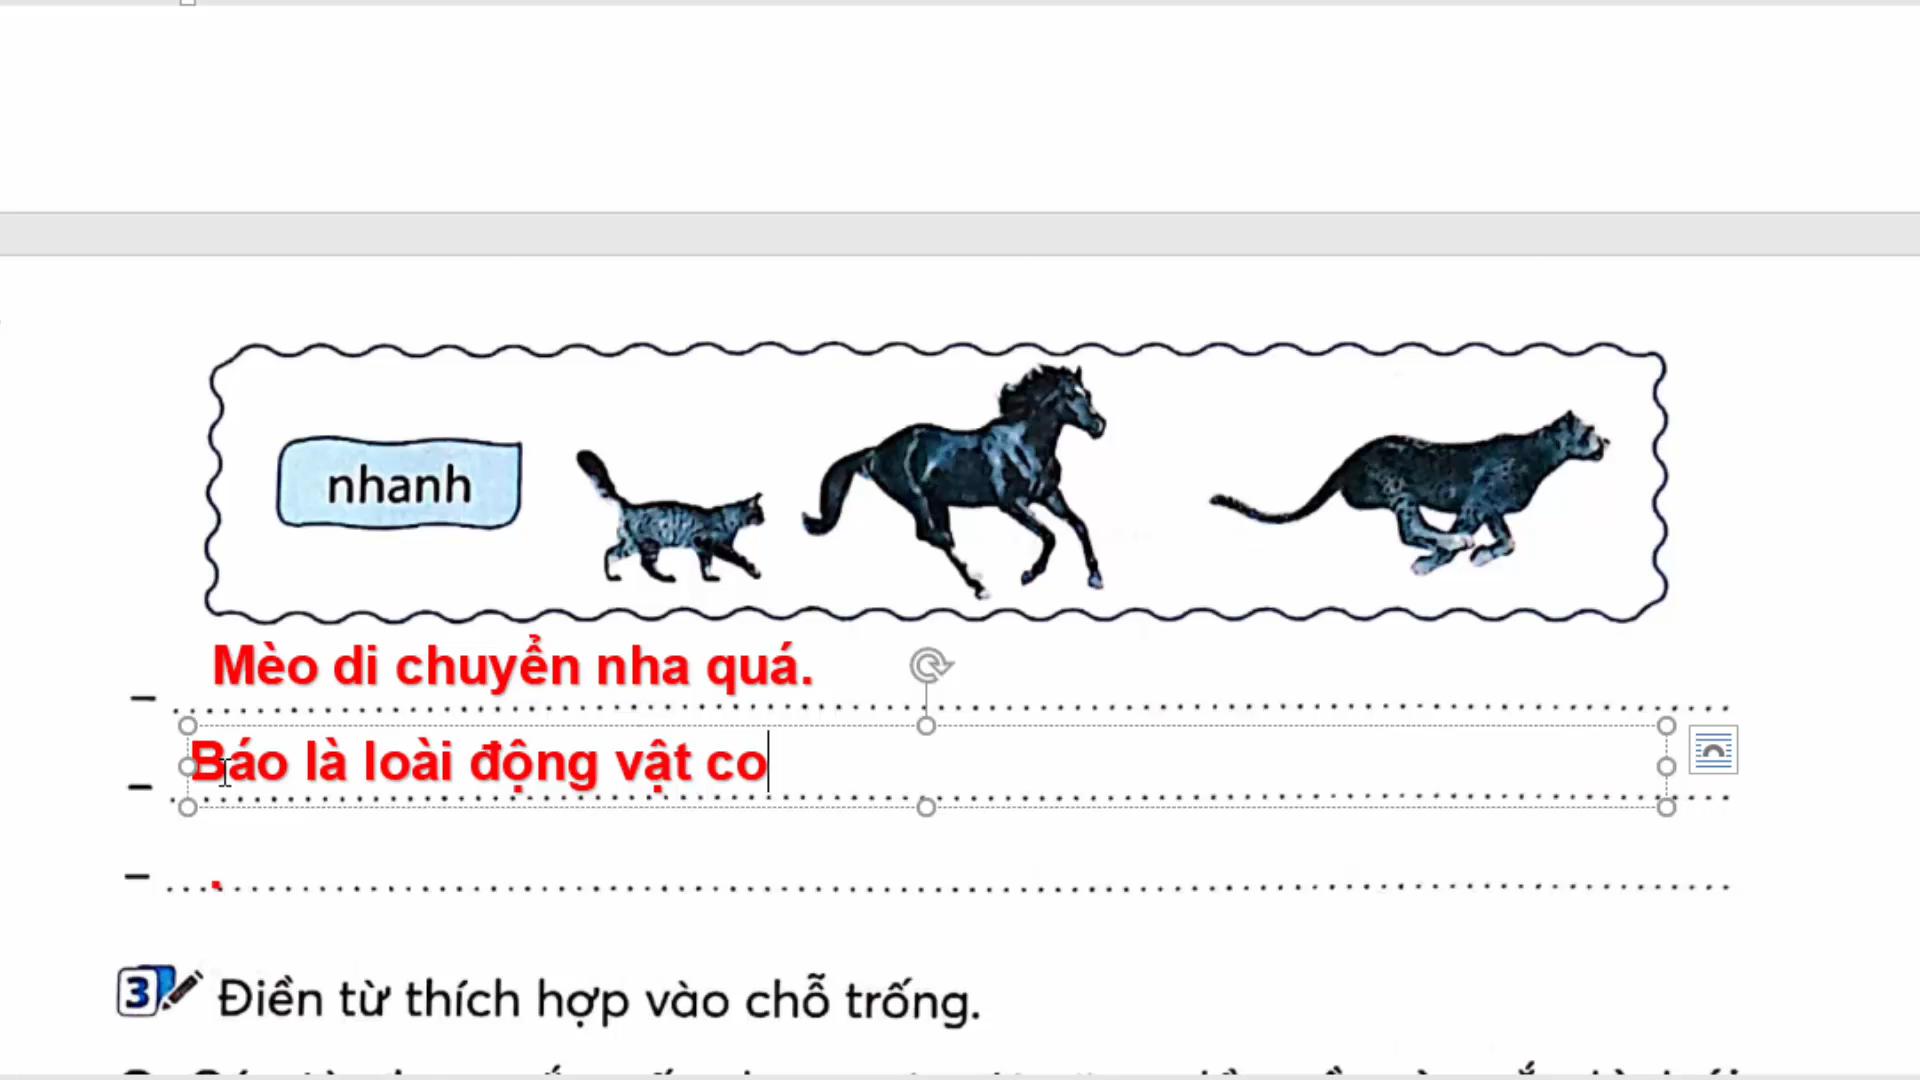 nhanh
Mèo di chuyển nha quá.
– 
Báo là loài động vật co
–
– .
3 Điền từ thích hợp vào chỗ trống.